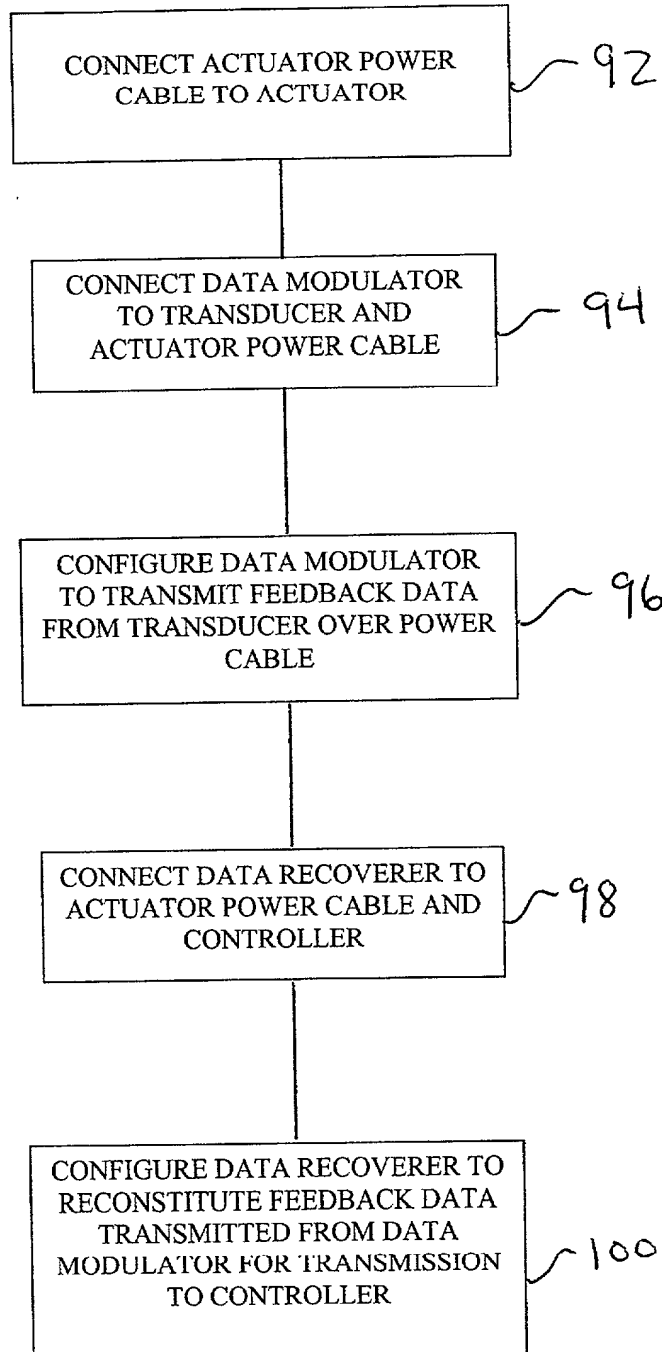 CONNECT ACTUATOR POWER
CABLE TO ACTUATOR
92
CONNECT DATA MODULATOR
TO TRANSDUCER AND
ACTUATOR POWER CABLE
94
CONFIGURE DATA MODULATOR
TO TRANSMIT FEEDBACK DATA
FROM TRANSDUCER OVER POWER
CABLE
96
CONNECT DATA RECOVERER TO
ACTUATOR POWER CABLE AND
CONTROLLER
98
CONFIGURE DATA RECOVERER TO
RECONSTITUTE FEEDBACK DATA
TRANSMITTED FROM DATA
MODULATOR FOR TRANSMISSION
TO CONTROLLER
100